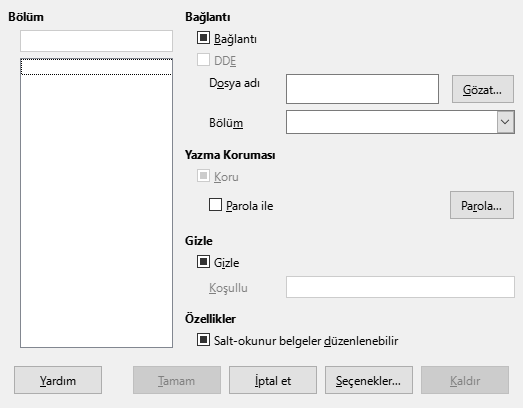 Bölüm
Bağlantı
Bağlantı
DDE
Dosya adı
Gözat...
Bölüm
Yazma Koruması
Koru
Parola ile
Parola...
Gizle
Gizle
Koşullu
Özellikler
Salt-okunur belgeler düzenlenebilir
Yardım Tamam İptal et Seçenekler... Kaldır